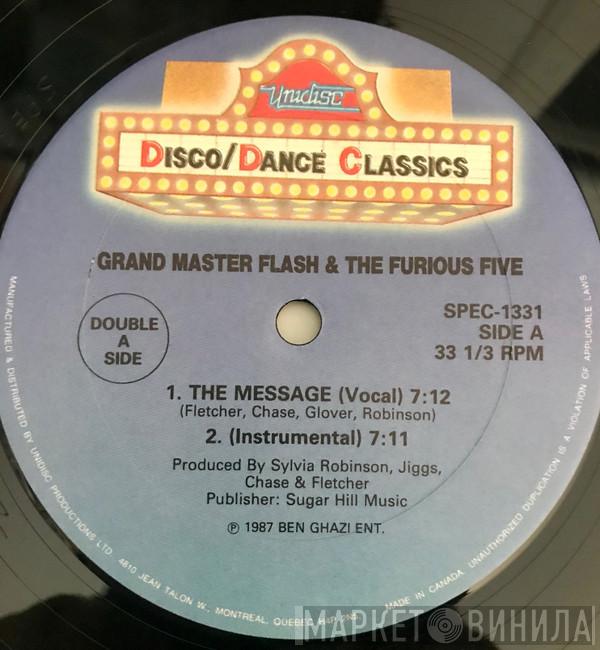 Unidisc
DISCO/DANCE CLASSICS
GRAND MASTER FLASH & THE FURIOUS FIVE
DOUBLE
A
SIDE
SPEC-1331
SIDE A
33 1/3 RPM
1. THE MESSAGE (Vocal) 7:12
(Fletcher, Chase, Glover, Robinson)
2. (Instrumental) 7:11
Produced By Sylvia Robinson, Jiggs,
Chase & Fletcher
Publisher: Sugar Hill Music
℗ 1987 BEN GHAZI ENT.
MANUFACTURED & DISTRIBUTED BY UNIDISC PRODUCTIONS LTD. 4810 JEAN TALON W., MONTREAL, QUEBEC
MADE IN CANADA. UNAUTHORIZED DUPLICATION IS A VIOLATION OF APPLICABLE LAWS
МАРКЕТ ВИНИЛА